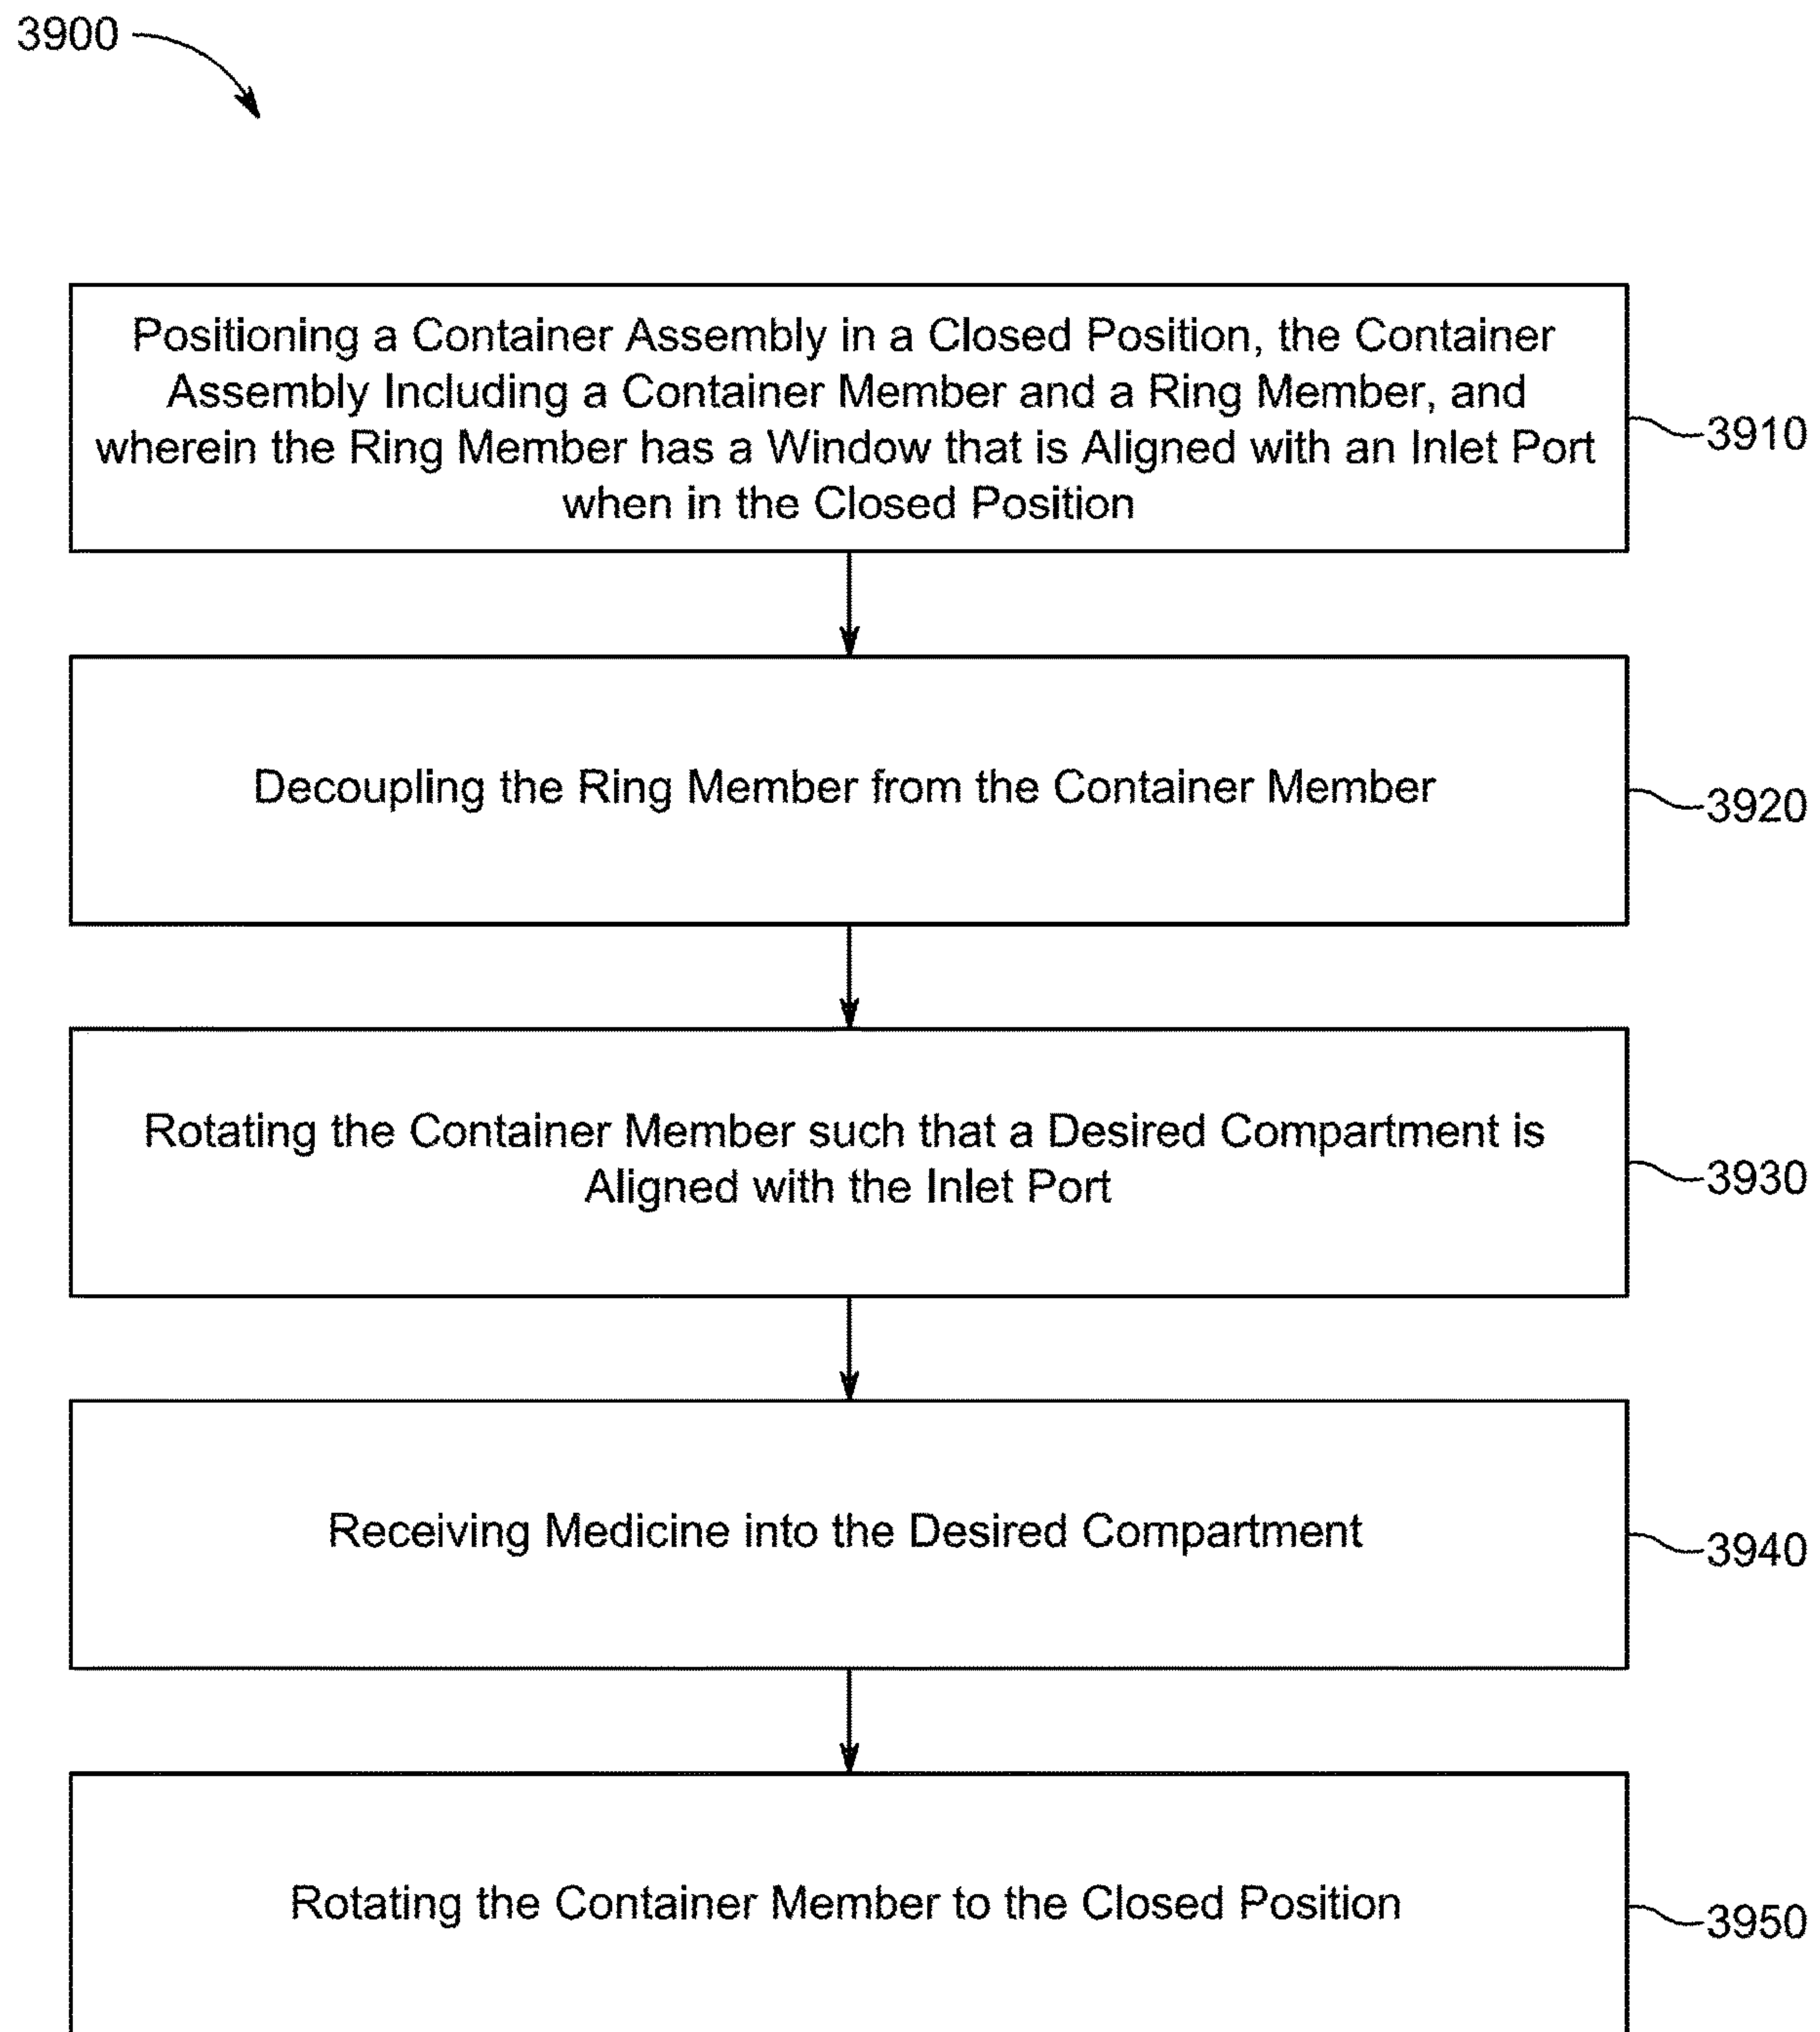 3900
Positioning a Container Assembly in a Closed Position, the Container
Assembly Including a Container Member and a Ring Member, and
wherein the Ring Member has a Window that is Aligned with an Inlet Port
when in the Closed Position
3910
Decoupling the Ring Member from the Container Member
3920
Rotating the Container Member such that a Desired Compartment is
Aligned with the Inlet Port
3930
Receiving Medicine into the Desired Compartment
3940
Rotating the Container Member to the Closed Position
3950